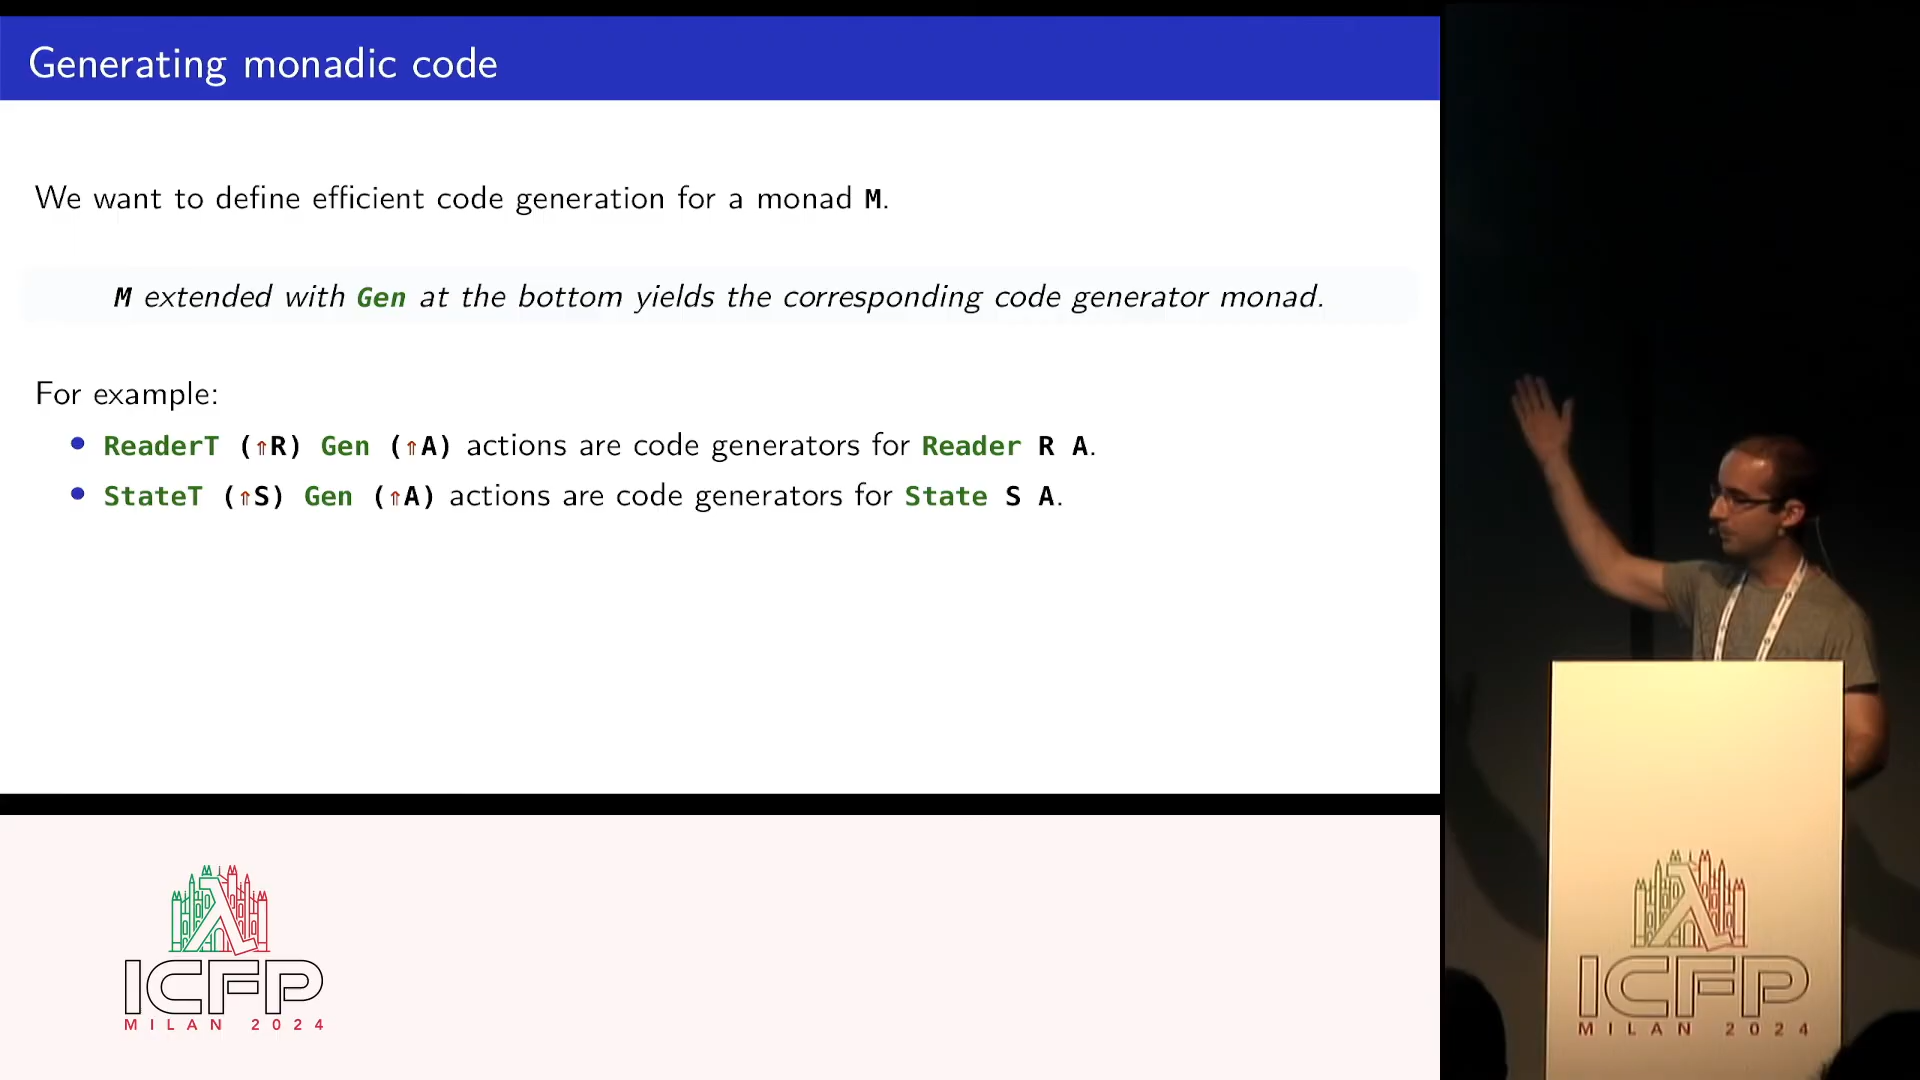 Generating monadic code
We want to define efficient code generation for a monad M.
M extended with Gen at the bottom yields the corresponding code generator monad.
For example:
• ReaderT (⇑R) Gen (⇑A) actions are code generators for Reader R A.
• StateT (⇑S) Gen (⇑A) actions are code generators for State S A.
ICFP
MILAN 2024
ICFP
MILAN 2024